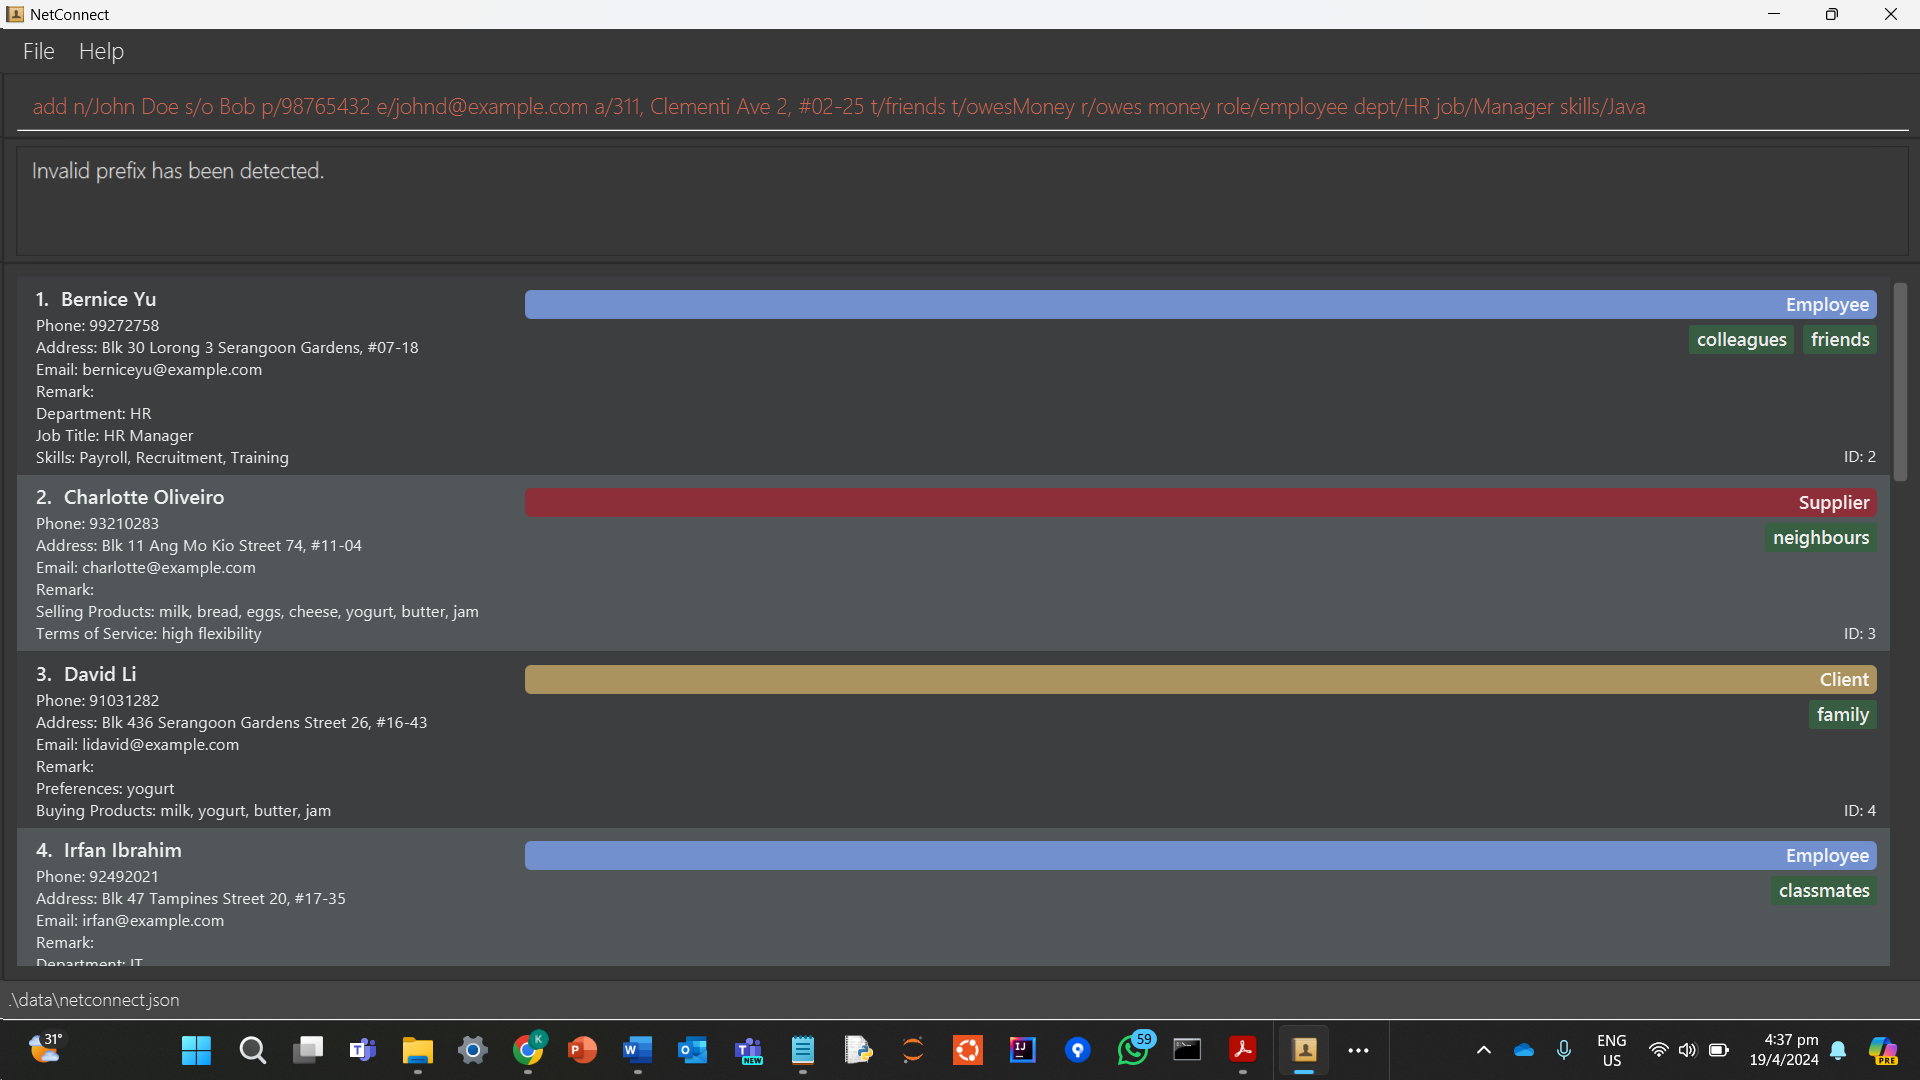 NetConnect
File Help
add n/John Doe s/o Bob p/98765432 e/johnd@example.com a/311, Clementi Ave 2, #02-25 t/friends t/owesMoney r/owes money role/employee dept/HR job/Manager skills/Java
Invalid prefix has been detected.
1. Bernice Yu
Employee
colleagues friends
Phone: 99272758
Address: Blk 30 Lorong 3 Serangoon Gardens, #07-18
Email: berniceyu@example.com
Remark:
Department: HR
Job Title: HR Manager
Skills: Payroll, Recruitment, Training
ID: 2
2. Charlotte Oliveiro
Supplier
neighbours
Phone: 93210283
Address: Blk 11 Ang Mo Kio Street 74, #11-04
Email: charlotte@example.com
Remark:
Selling Products: milk, bread, eggs, cheese, yogurt, butter, jam
Terms of Service: high flexibility
ID: 3
3. David Li
Client
family
Phone: 91031282
Address: Blk 436 Serangoon Gardens Street 26, #16-43
Email: lidavid@example.com
Remark:
Preferences: yogurt
Buying Products: milk, yogurt, butter, jam
ID: 4
4. Irfan Ibrahim
Employee
classmates
Phone: 92492021
Address: Blk 47 Tampines Street 20, #17-35
Email: irfan@example.com
Remark:
Department: IT
.\data\netconnect.json
31°
K
59
NEW
ENG
US
4:37 pm
19/4/2024
PRE